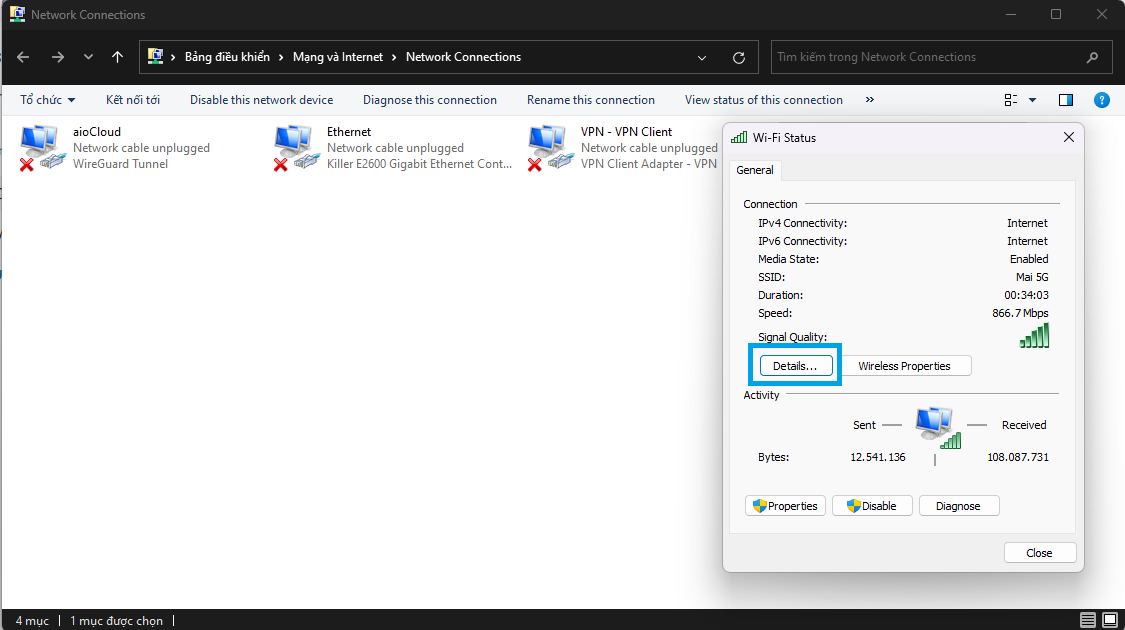 Network Connections
Bảng điều khiển > Mạng và Internet > Network Connections
Tìm kiếm trong Network Connections
Tổ chức Kết nối tới Disable this network device Diagnose this connection Rename this connection View status of this connection »
aioCloud
Network cable unplugged
WireGuard Tunnel
Ethernet
Network cable unplugged
Killer E2600 Gigabit Ethernet Cont...
VPN - VPN Client
Network cable unplugged
VPN Client Adapter - VPN
Wi-Fi Status
General
Connection
IPv4 Connectivity: Internet
IPv6 Connectivity: Internet
Media State: Enabled
SSID: Mai 5G
Duration: 00:34:03
Speed: 866.7 Mbps
Signal Quality:
Details... Wireless Properties
Activity
Sent Received
Bytes: 12.541.136 108.087.731
Properties Disable Diagnose
Close
4 mục 1 mục được chọn